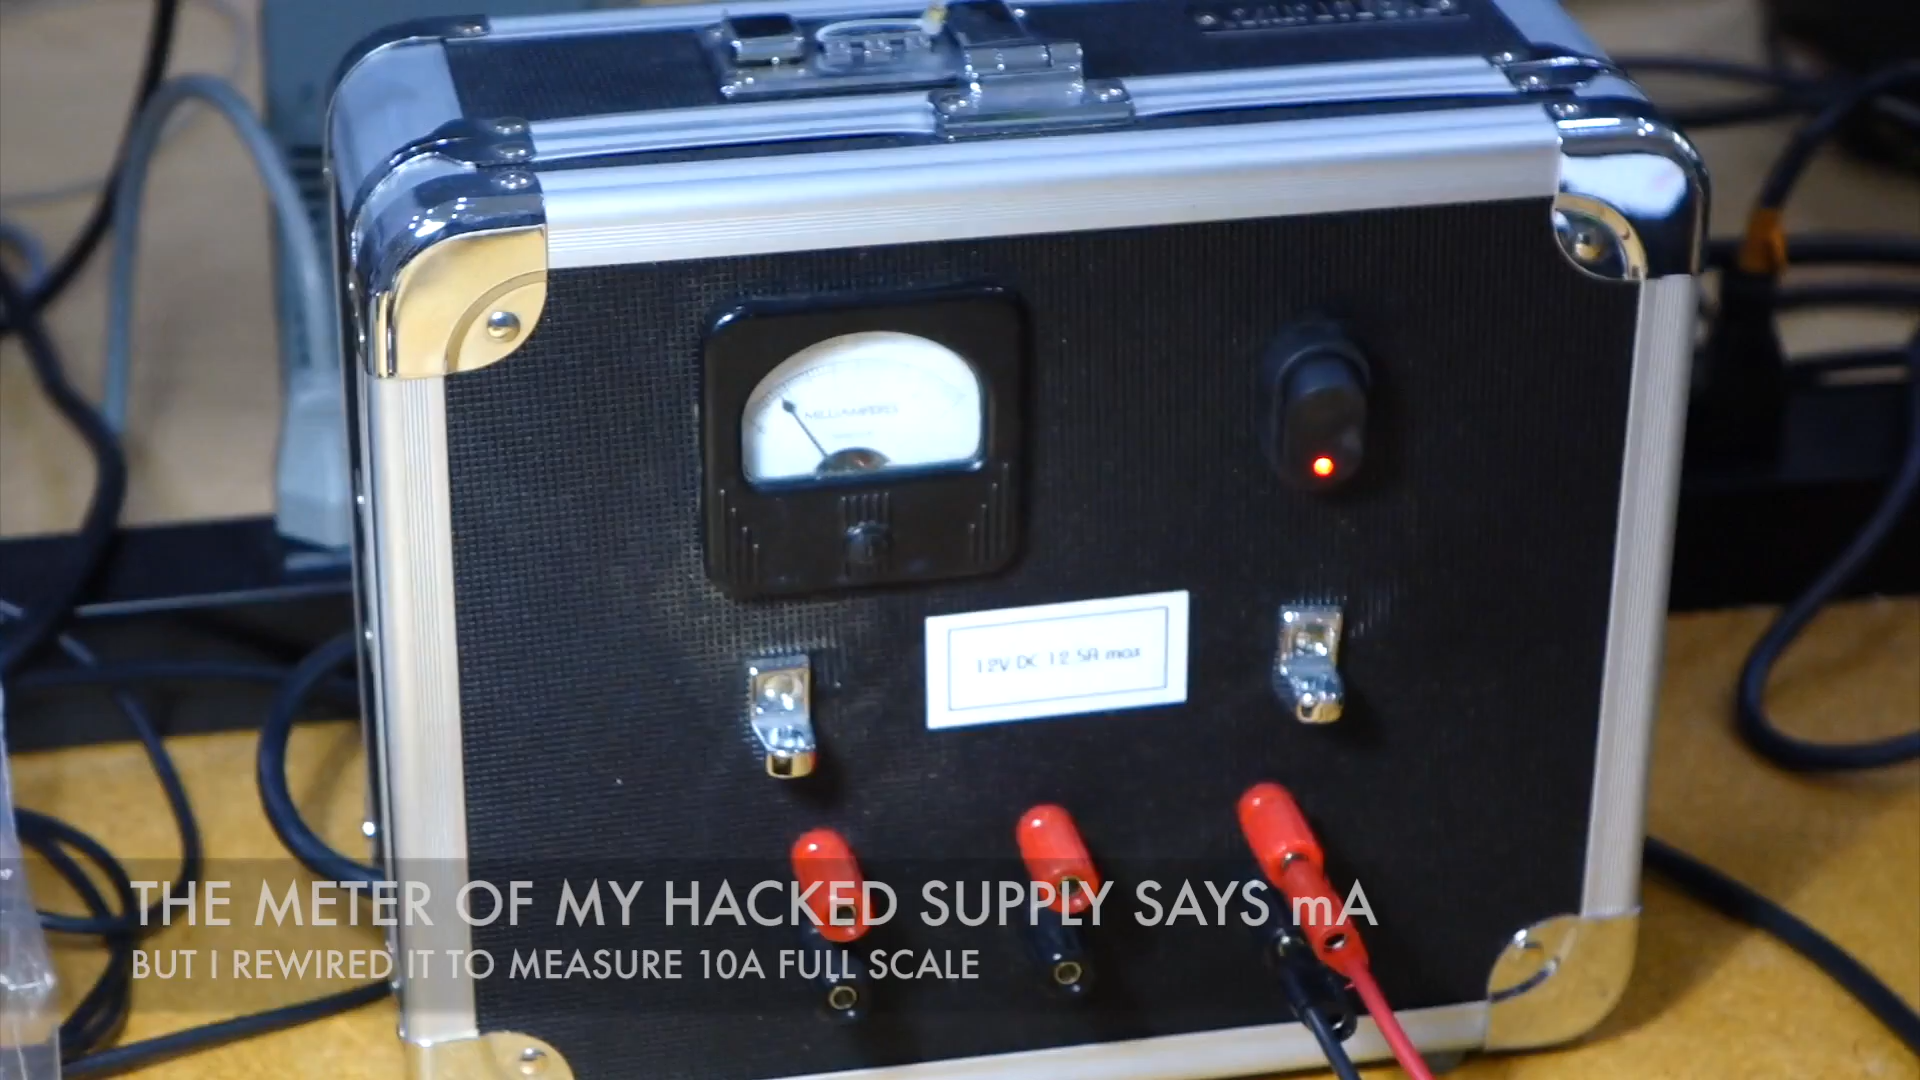 MILLIAMPERES
12V DC 12.5A max
THE METER OF MY HACKED SUPPLY SAYS mA
BUT I REWIRED IT TO MEASURE 10A FULL SCALE